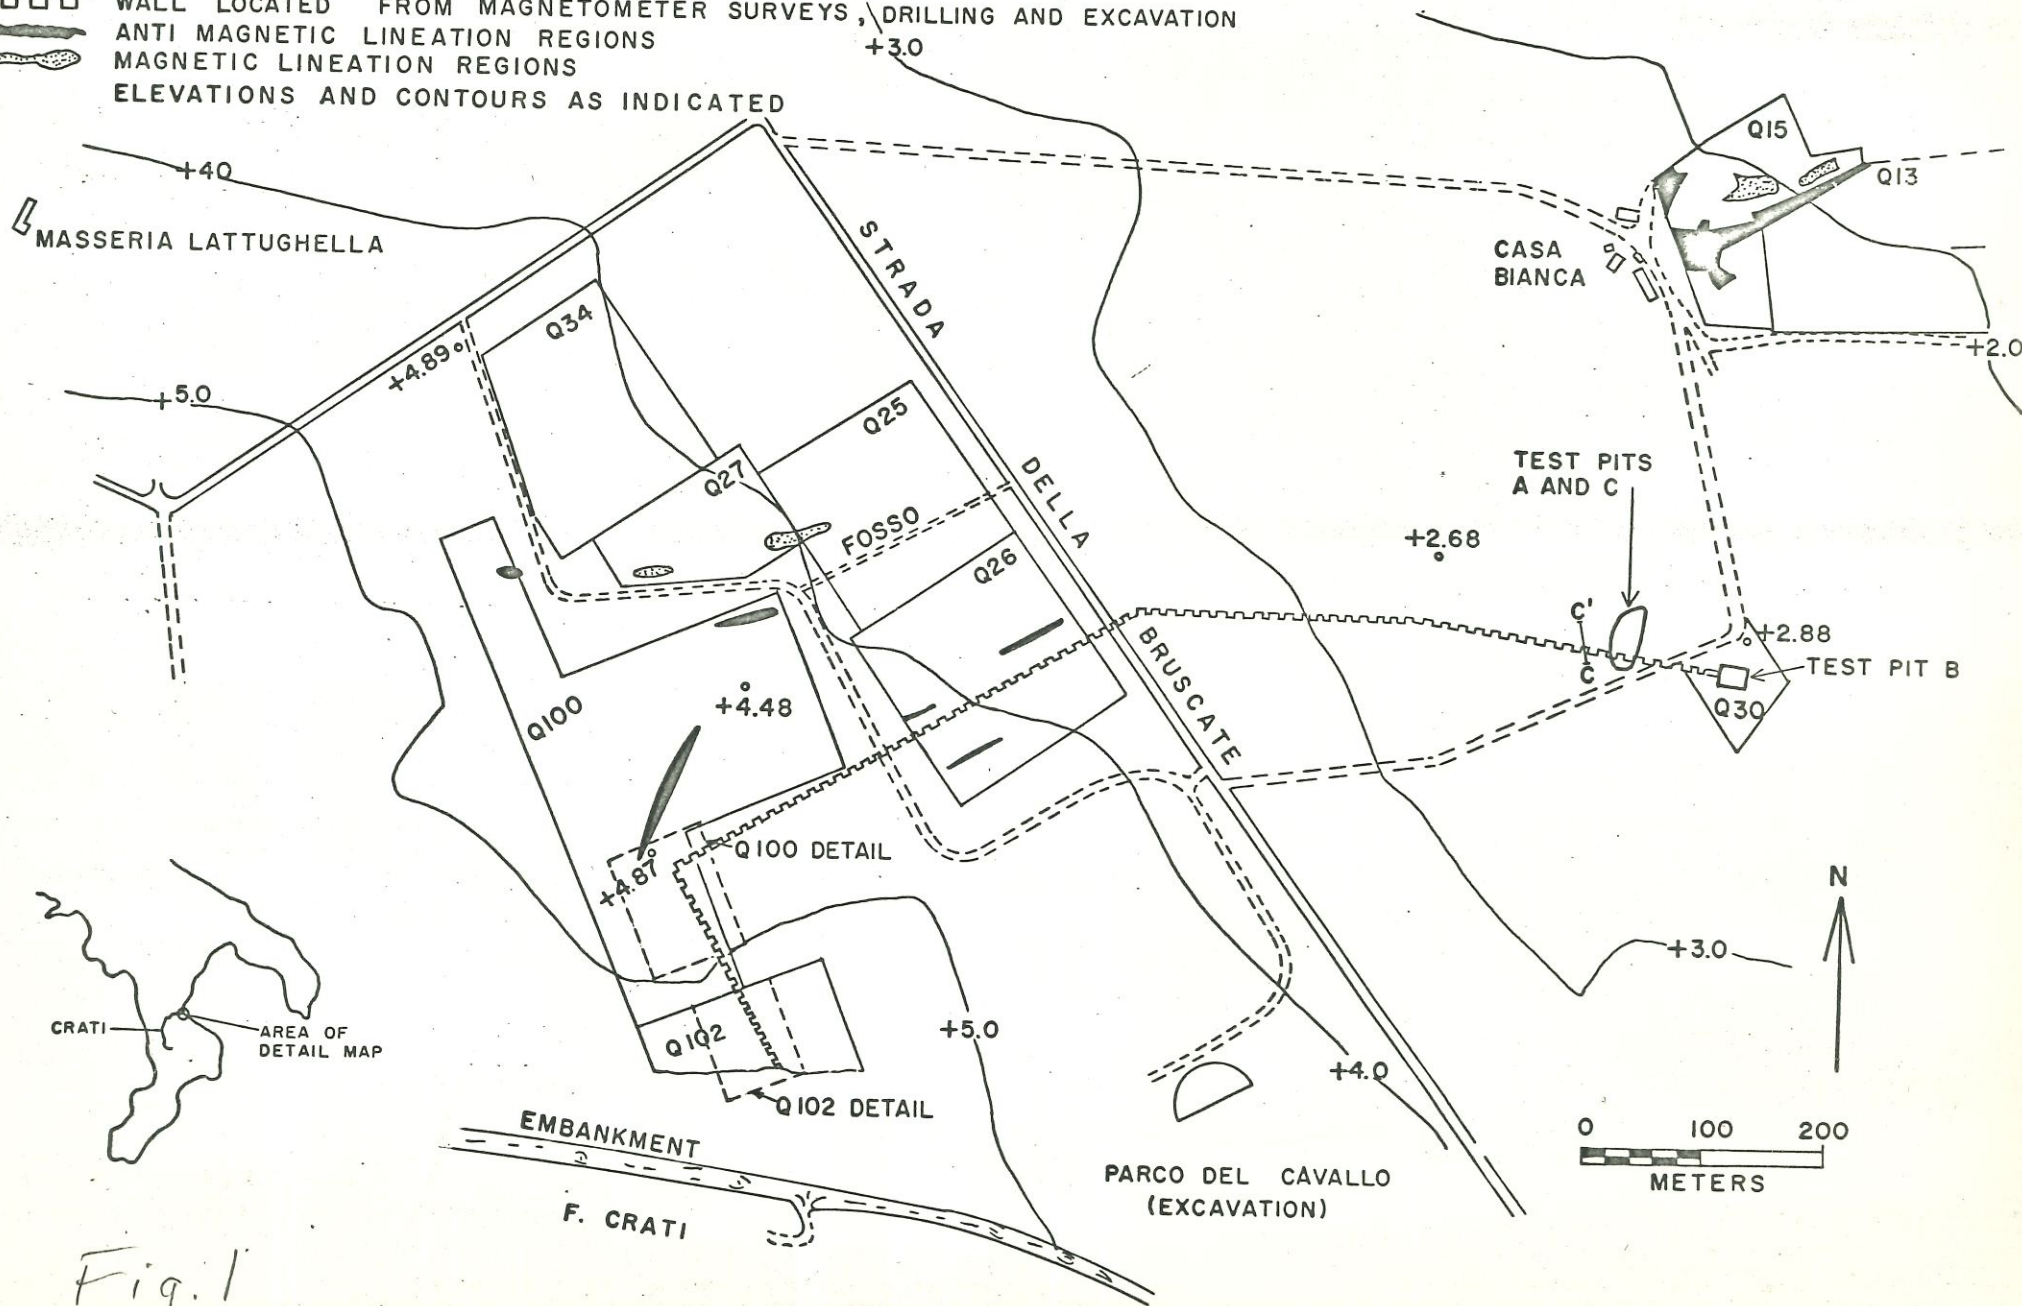 WALL LOCATED FROM MAGNETOMETER SURVEYS, DRILLING AND EXCAVATION
ANTI MAGNETIC LINEATION REGIONS
MAGNETIC LINEATION REGIONS
ELEVATIONS AND CONTOURS AS INDICATED
+3.0
+40
MASSERIA LATTUGHELLA
+5.0
+4.89
Q34
STRADA
DELLA
BRUSCATE
Q15
Q13
CASA
BIANCA
+2.0
Q25
Q27
FOSSO
Q26
TEST PITS
A AND C
+2.68
C'
C
+2.88
TEST PIT B
Q30
Q100
+4.48
Q100 DETAIL
+4.87
Q102
Q102 DETAIL
+5.0
+4.0
+3.0
N
CRATI
AREA OF
DETAIL MAP
EMBANKMENT
F. CRATI
PARCO DEL CAVALLO
(EXCAVATION)
0 100 200
METERS
Fig. 1